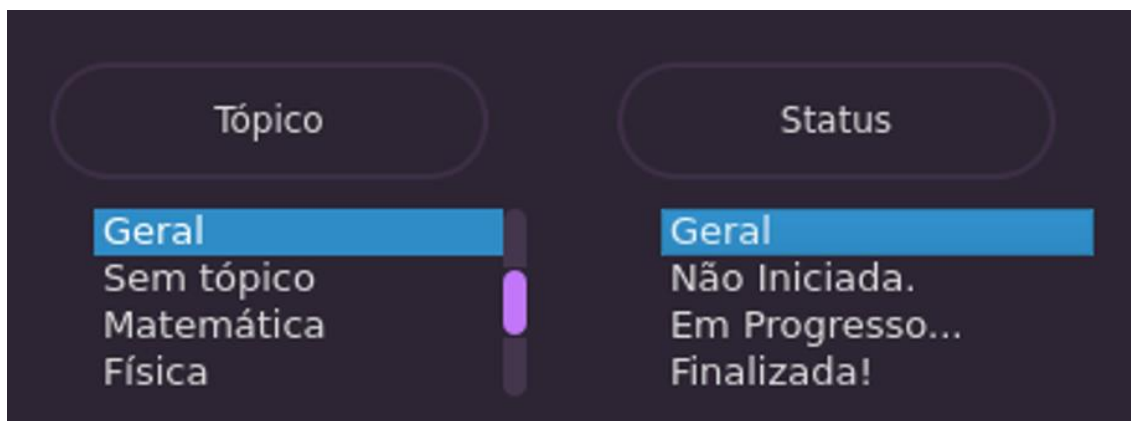 Tópico
Status
Geral
Sem tópico
Matemática
Física
Geral
Não Iniciada.
Em Progresso...
Finalizada!